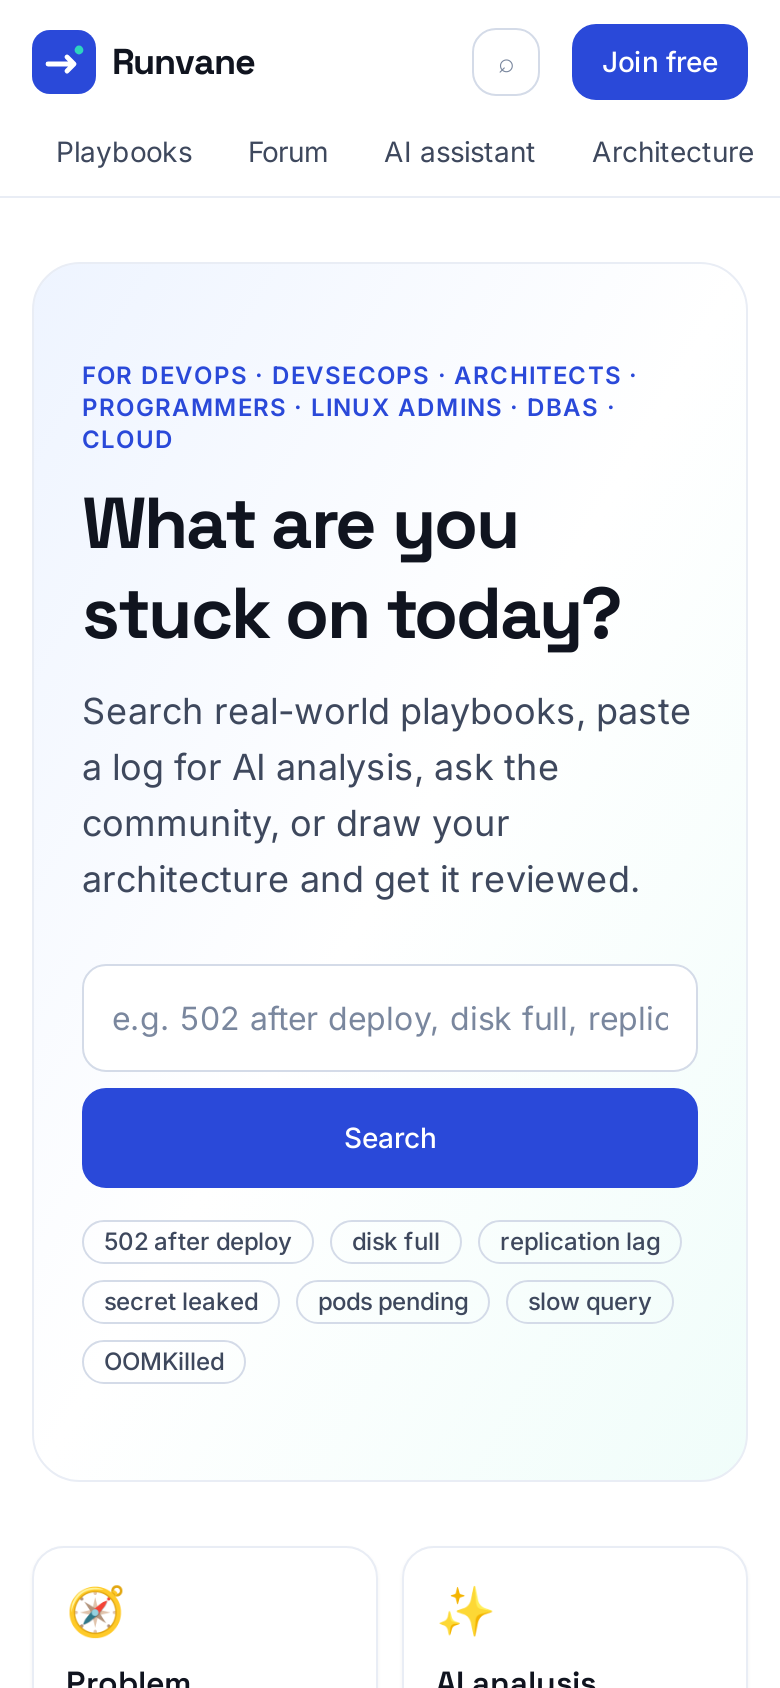 Runvane
Join free
Playbooks Forum AI assistant Architecture
FOR DEVOPS · DEVSECOPS · ARCHITECTS ·
PROGRAMMERS · LINUX ADMINS · DBAS ·
CLOUD
What are you
stuck on today?
Search real-world playbooks, paste
a log for AI analysis, ask the
community, or draw your
architecture and get it reviewed.
e.g. 502 after deploy, disk full, replic
Search
502 after deploy disk full replication lag
secret leaked pods pending slow query
OOMKilled
Problem AI analysis